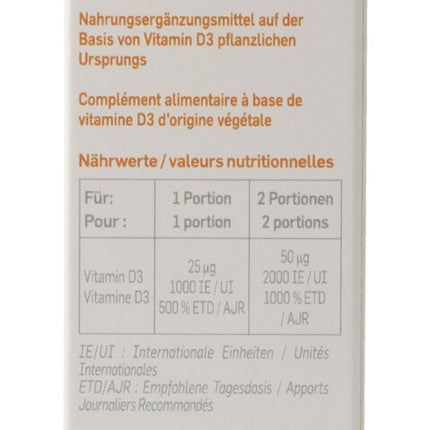 Nahrungsergänzungsmittel auf der
Basis von Vitamin D3 pflanzlichen
Ursprungs
Complément alimentaire à base de
vitamine D3 d'origine végétale
Nährwerte / valeurs nutritionnelles
Für: 1 Portion 2 Portionen
Pour : 1 portion 2 portions
Vitamin D3
Vitamine D3
25 µg
1000 IE / UI
500 % ETD / AJR
50 µg
2000 IE / UI
1000 % ETD
/ AJR
IE/UI : Internationale Einheiten / Unités
Internationales
ETD/AJR : Empfohlene Tagesdosis / Apports
Journaliers Recommandés